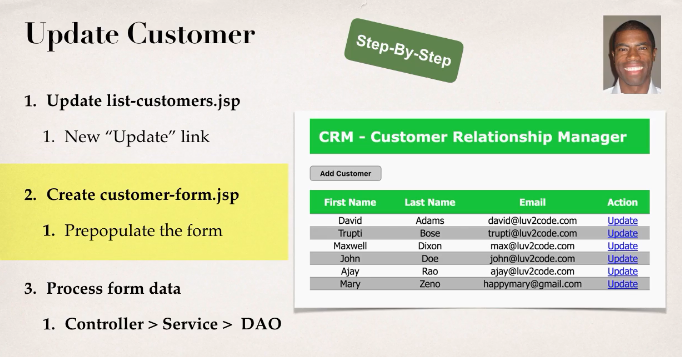 Update Customer
Step-By-Step
1. Update list-customers.jsp
1. New “Update” link
2. Create customer-form.jsp
1. Prepopulate the form
3. Process form data
1. Controller > Service > DAO
CRM - Customer Relationship Manager
Add Customer
First Name Last Name Email Action
David Adams david@luv2code.com Update
Trupti Bose trupti@luv2code.com Update
Maxwell Dixon max@luv2code.com Update
John Doe john@luv2code.com Update
Ajay Rao ajay@luv2code.com Update
Mary Zeno happymary@gmail.com Update